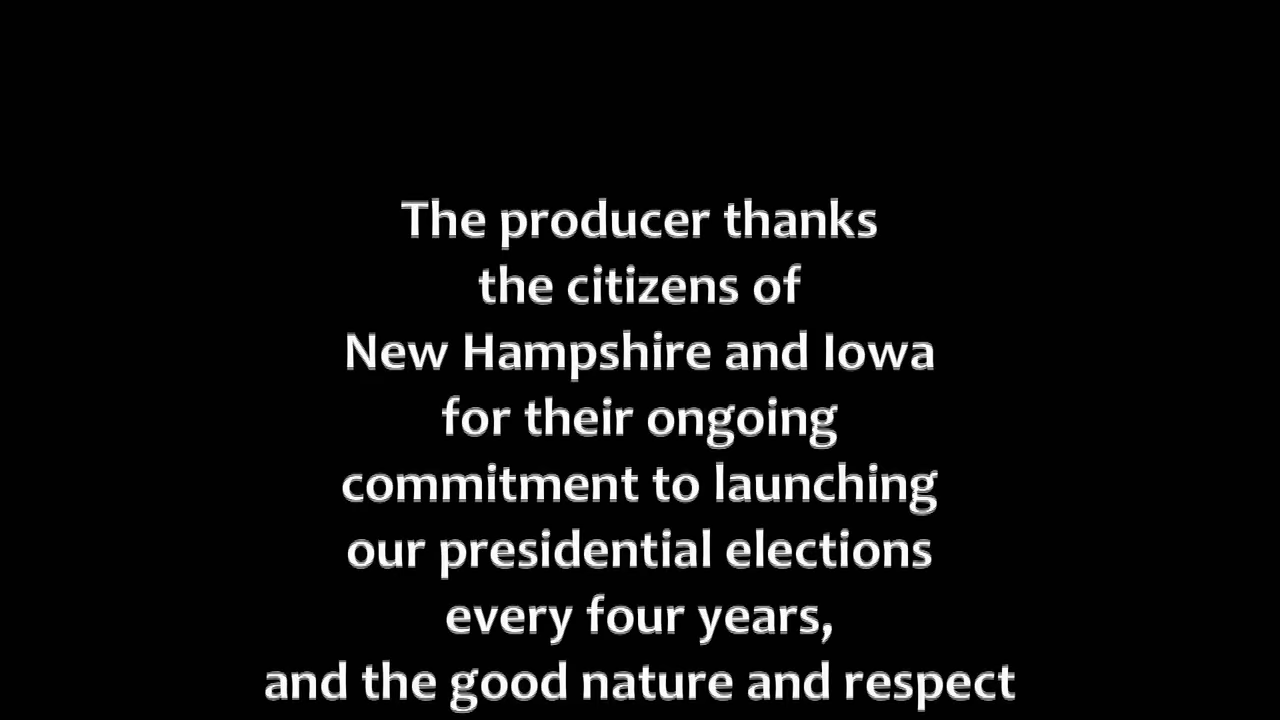 The producer thanks
the citizens of
New Hampshire and Iowa
for their ongoing
commitment to launching
our presidential elections
every four years,
and the good nature and respect